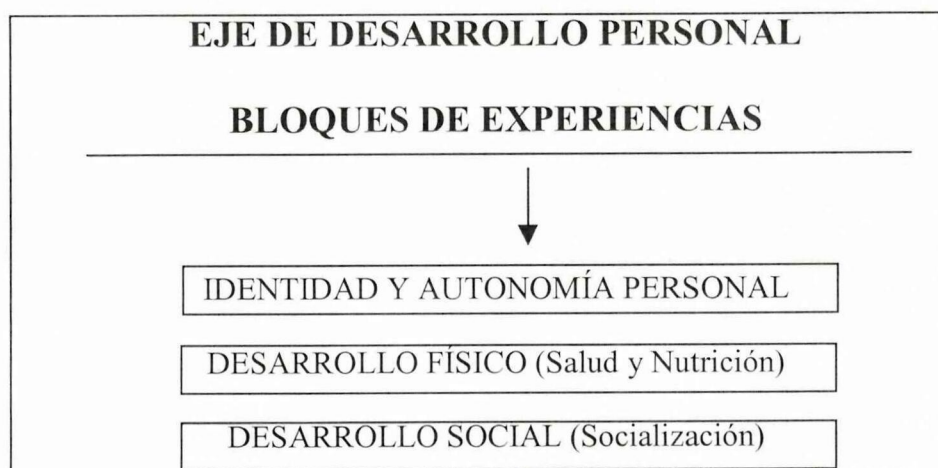 EJE DE DESARROLLO PERSONAL
BLOQUES DE EXPERIENCIAS
IDENTIDAD Y AUTONOMÍA PERSONAL
DESARROLLO FÍSICO (Salud y Nutrición)
DESARROLLO SOCIAL (Socialización)